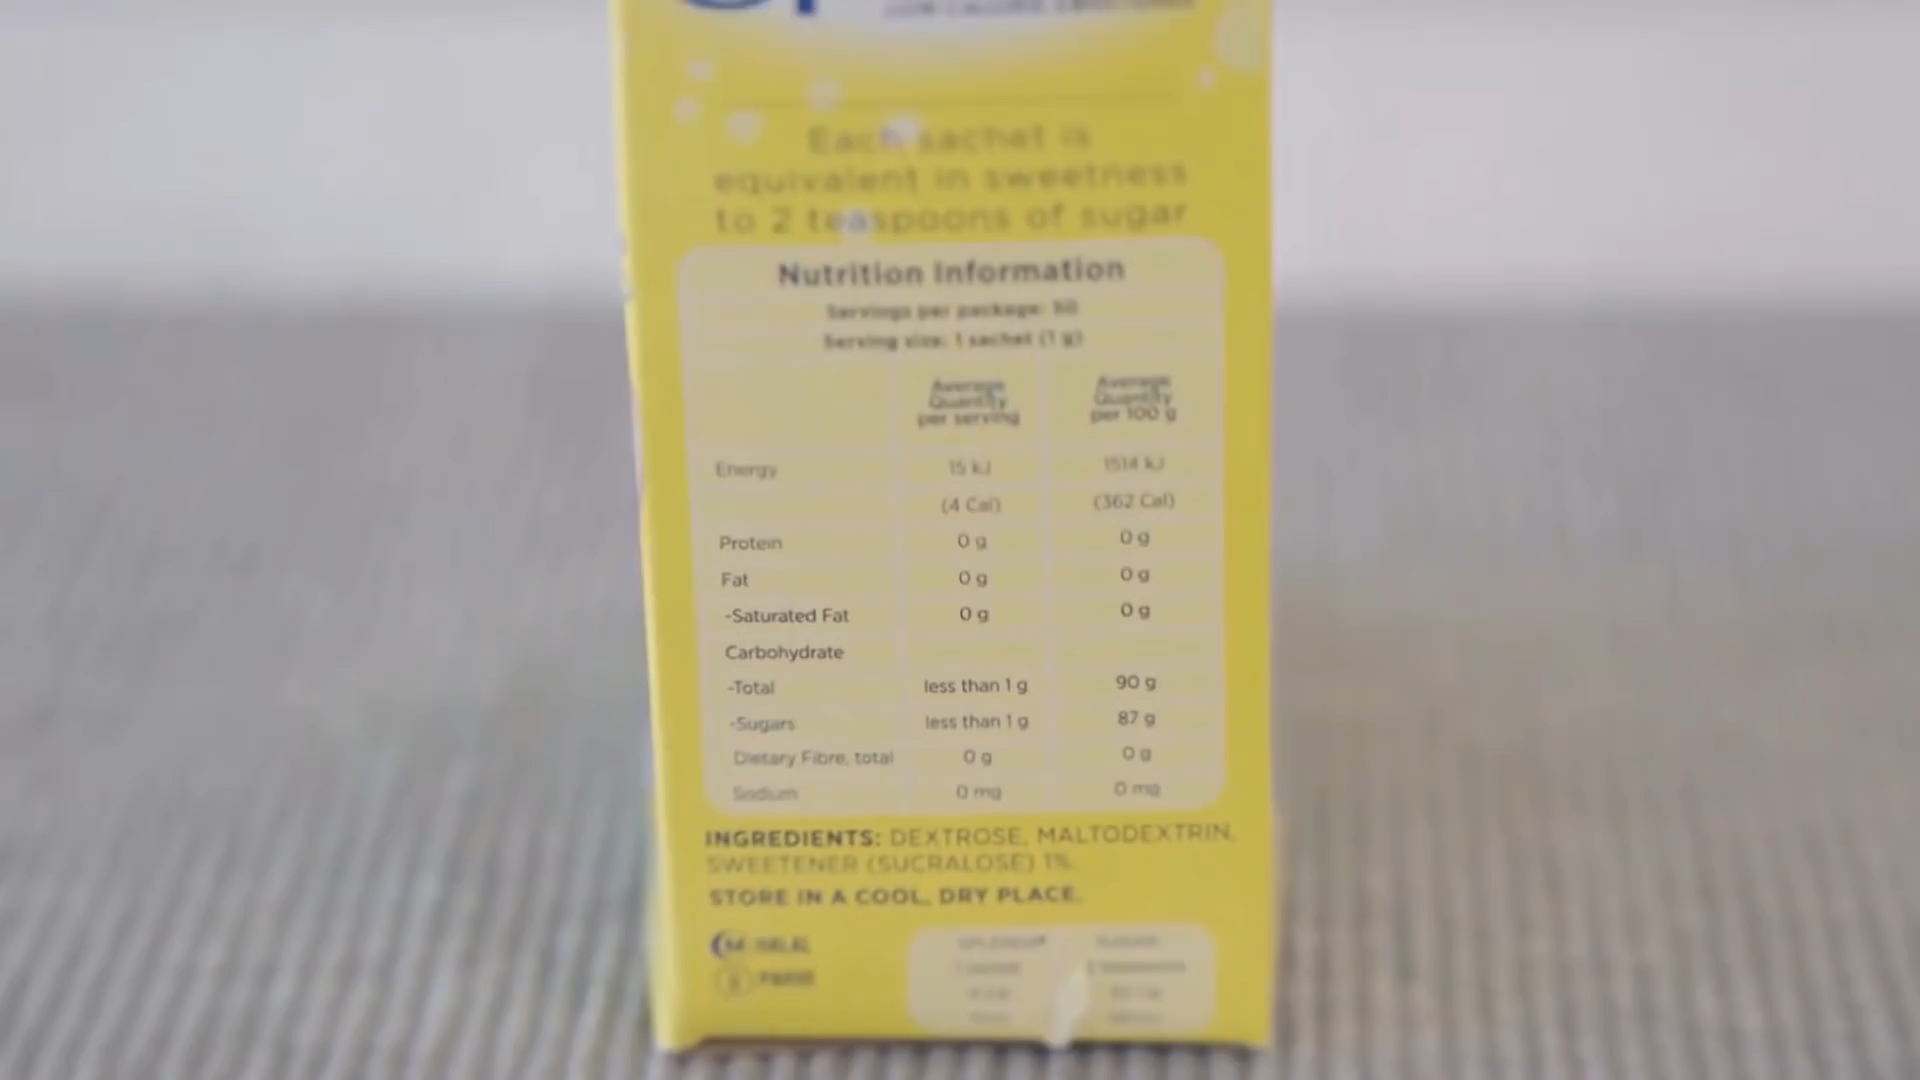 LOW CALORIE SWEETENER
Each sachet is
equivalent in sweetness
to 2 teaspoons of sugar
Nutrition Information
Servings per package: 50
Serving size: 1 sachet (1 g)
Average Quantity per serving Average Quantity per 100 g
Energy 15 kJ 1514 kJ
(4 Cal) (362 Cal)
Protein 0 g 0 g
Fat 0 g 0 g
-Saturated Fat 0 g 0 g
Carbohydrate
-Total less than 1 g 90 g
-Sugars less than 1 g 87 g
Dietary Fibre, total 0 g 0 g
Sodium 0 mg 0 mg
INGREDIENTS: DEXTROSE, MALTODEXTRIN,
SWEETENER (SUCRALOSE) 1%.
STORE IN A COOL, DRY PLACE.
HALAL